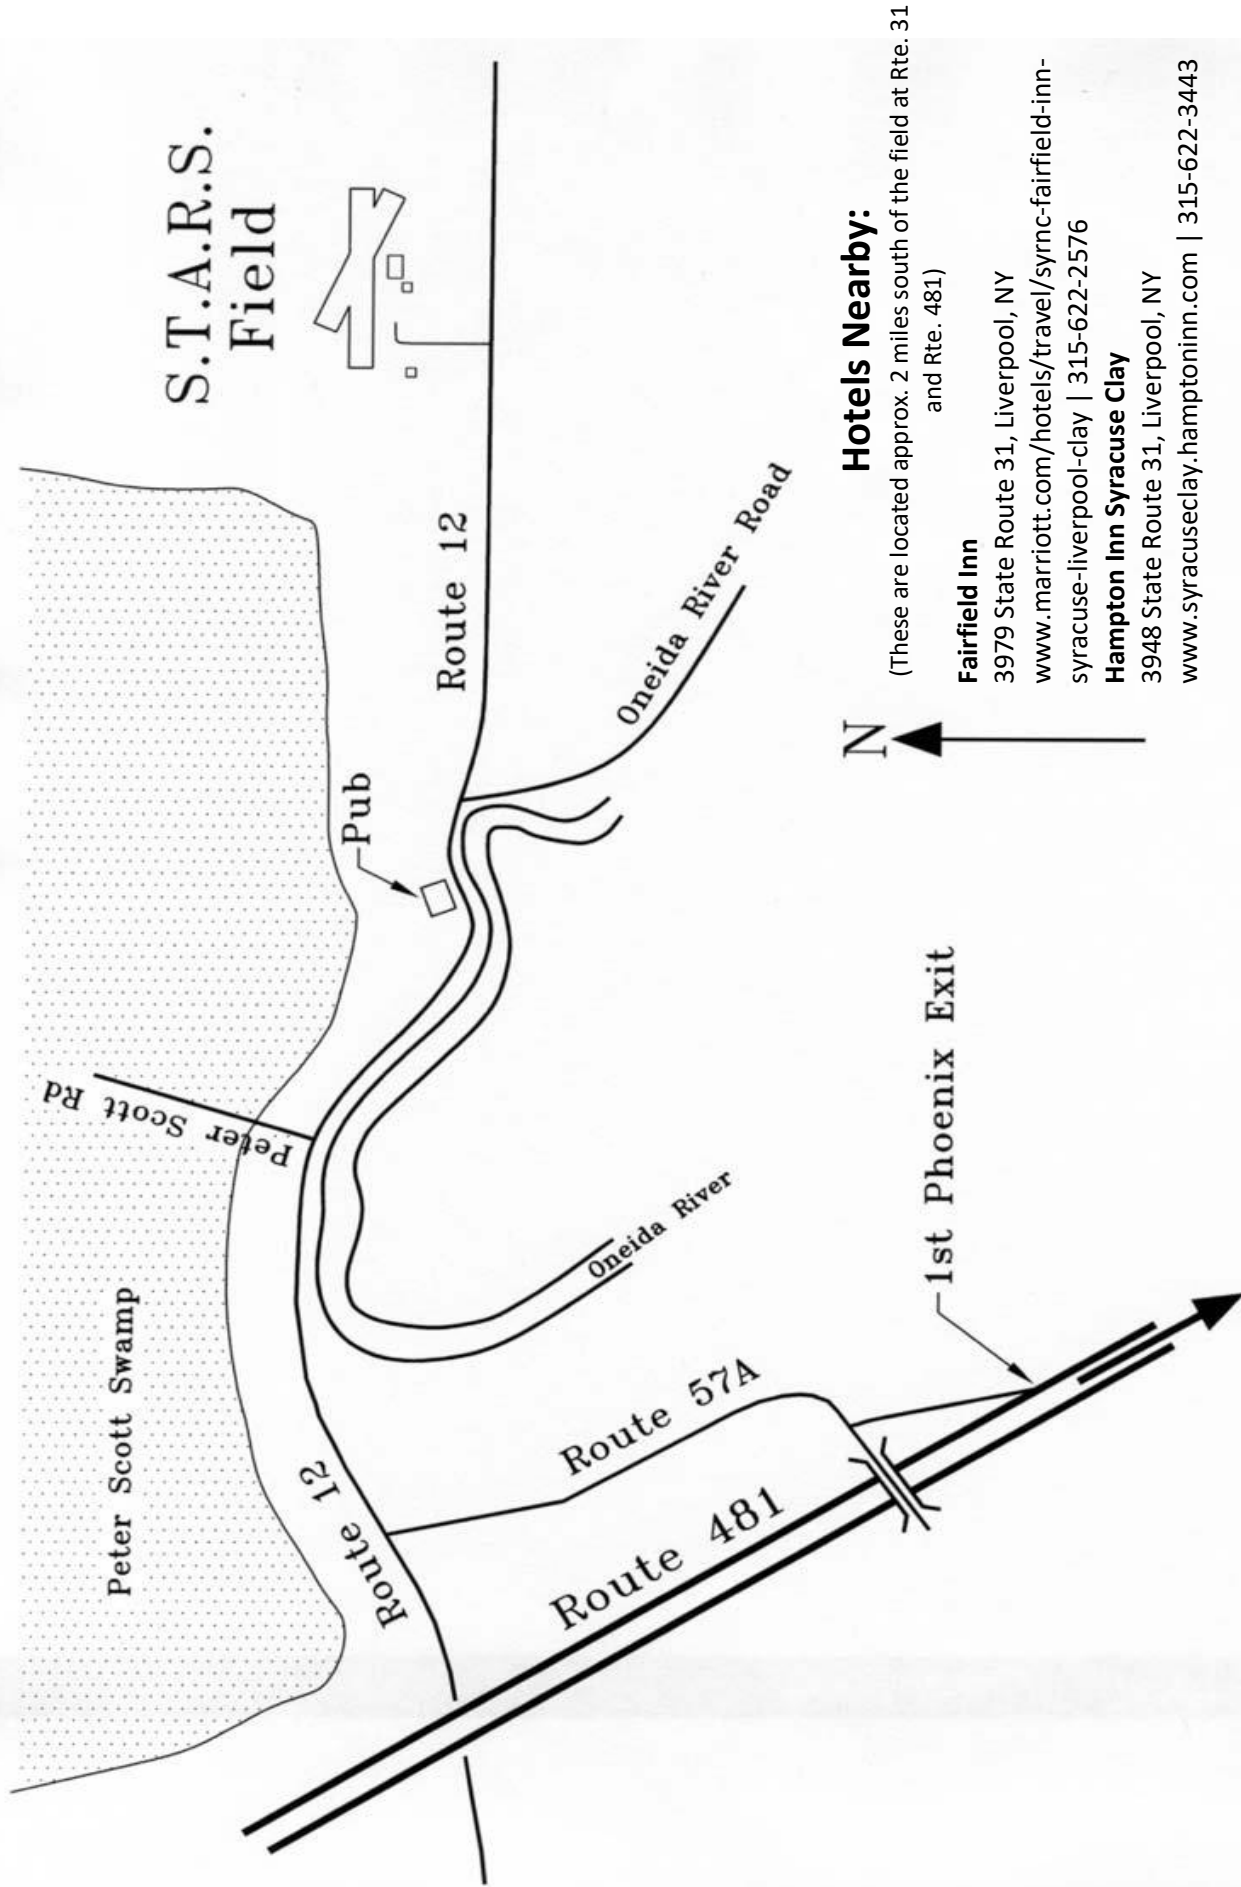 S.T.A.R.S.
Field
Peter Scott Swamp
Peter Scott Rd
Pub
Route 12
Route 12
Oneida River Road
Oneida River
Route 57A
Route 481
1st Phoenix Exit
N
Hotels Nearby:
(These are located approx. 2 miles south of the field at Rte. 31
and Rte. 481)
Fairfield Inn
3979 State Route 31, Liverpool, NY
www.marriott.com/hotels/travel/syrnc-fairfield-inn-
syracuse-liverpool-clay | 315-622-2576
Hampton Inn Syracuse Clay
3948 State Route 31, Liverpool, NY
www.syracuseclay.hamptoninn.com | 315-622-3443